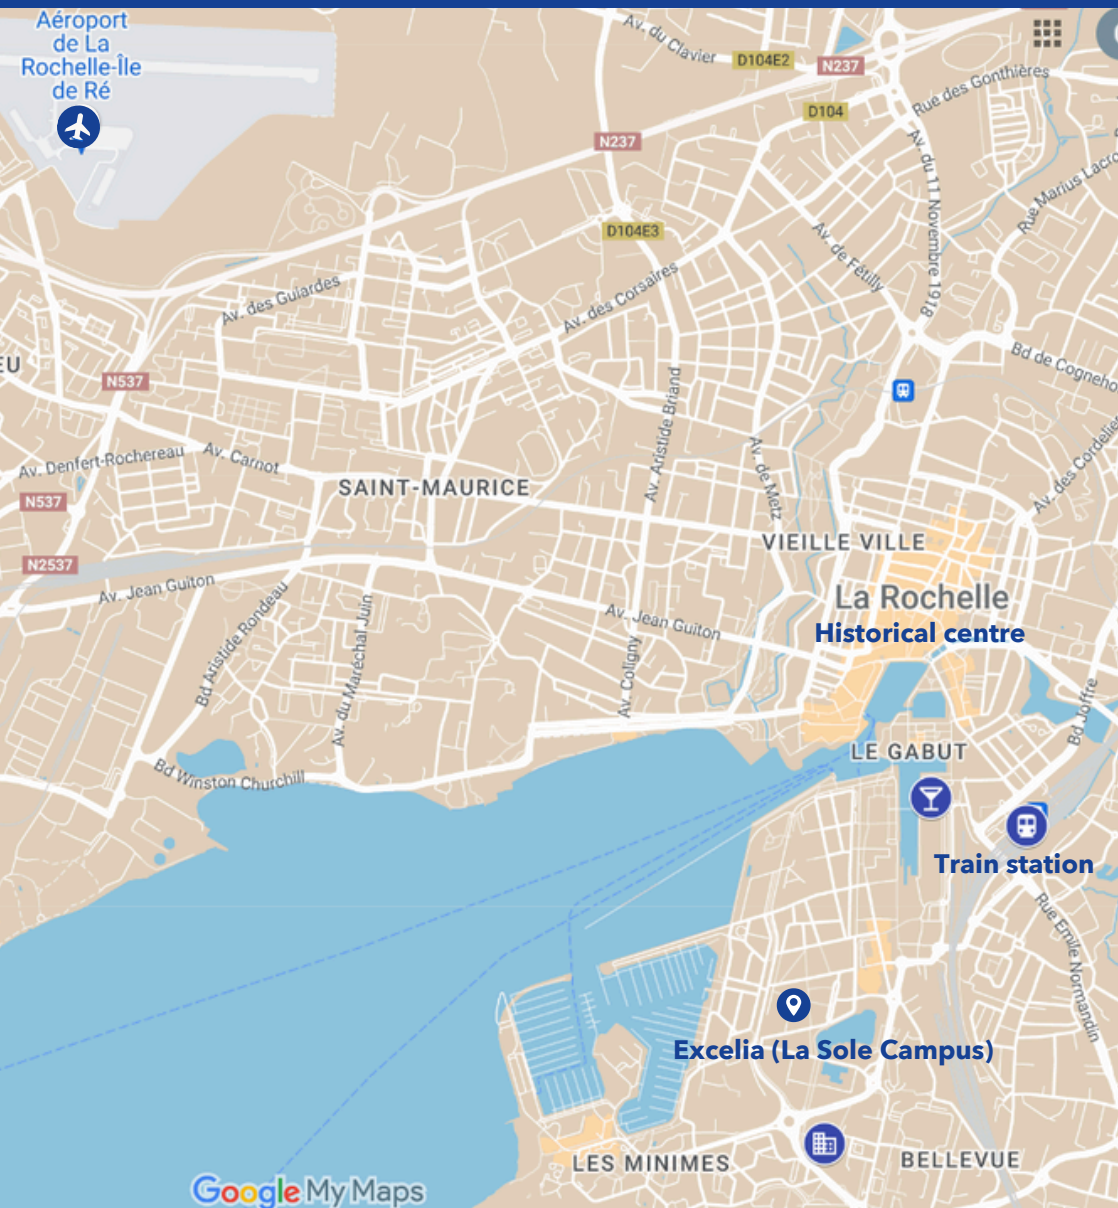 Aéroport
de La
Rochelle-Île
de Ré
Av. du Clavier
D104E2
N237
Rue des Gonthières
D104
N237
Av. du 11 Novembre 1918
Rue Marius Lacro
D104E3
Av. de Fétilly
Av. des Corsaires
Av. des Guiardes
EU
N537
Bd de Cogneho
Av. Aristide Briand
Av. Denfert-Rochereau
Av. Carnot
Av. de Metz
Av. des Cordelie
SAINT-MAURICE
N537
VIEILLE VILLE
N2537
Av. Jean Guiton
La Rochelle
Historical centre
Av. Jean Guiton
Bd Aristide Rondeau
Av. du Maréchal Juin
Av. Coligny
Bd Joffre
LE GABUT
Bd Winston Churchill
Train station
Rue Emile Normandin
Excelia (La Sole Campus)
LES MINIMES
BELLEVUE
Google My Maps